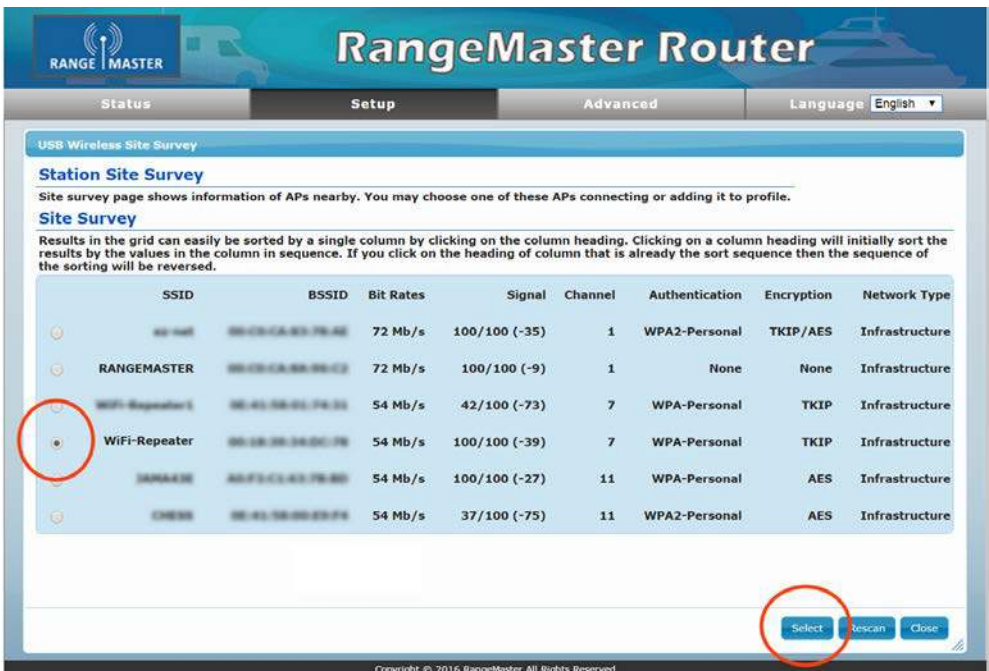 RANGE MASTER
RangeMaster Router
Status Setup Advanced Language English
USB Wireless Site Survey
Station Site Survey
Site survey page shows information of APs nearby. You may choose one of these APs connecting or adding it to profile.
Site Survey
Results in the grid can easily be sorted by a single column by clicking on the column heading. Clicking on a column heading will initially sort the
results by the values in the column in sequence. If you click on the heading of column that is already the sort sequence then the sequence of
the sorting will be reversed.
SSID BSSID Bit Rates Signal Channel Authentication Encryption Network Type
72 Mb/s 100/100 (-35) 1 WPA2-Personal TKIP/AES Infrastructure
RANGEMASTER 72 Mb/s 100/100 (-9) 1 None None Infrastructure
54 Mb/s 42/100 (-73) 7 WPA-Personal TKIP Infrastructure
WiFi-Repeater 54 Mb/s 100/100 (-39) 7 WPA-Personal TKIP Infrastructure
54 Mb/s 100/100 (-27) 11 WPA-Personal AES Infrastructure
54 Mb/s 37/100 (-75) 11 WPA2-Personal AES Infrastructure
Select Rescan Close
Copyright © 2016 RangeMaster All Rights Reserved